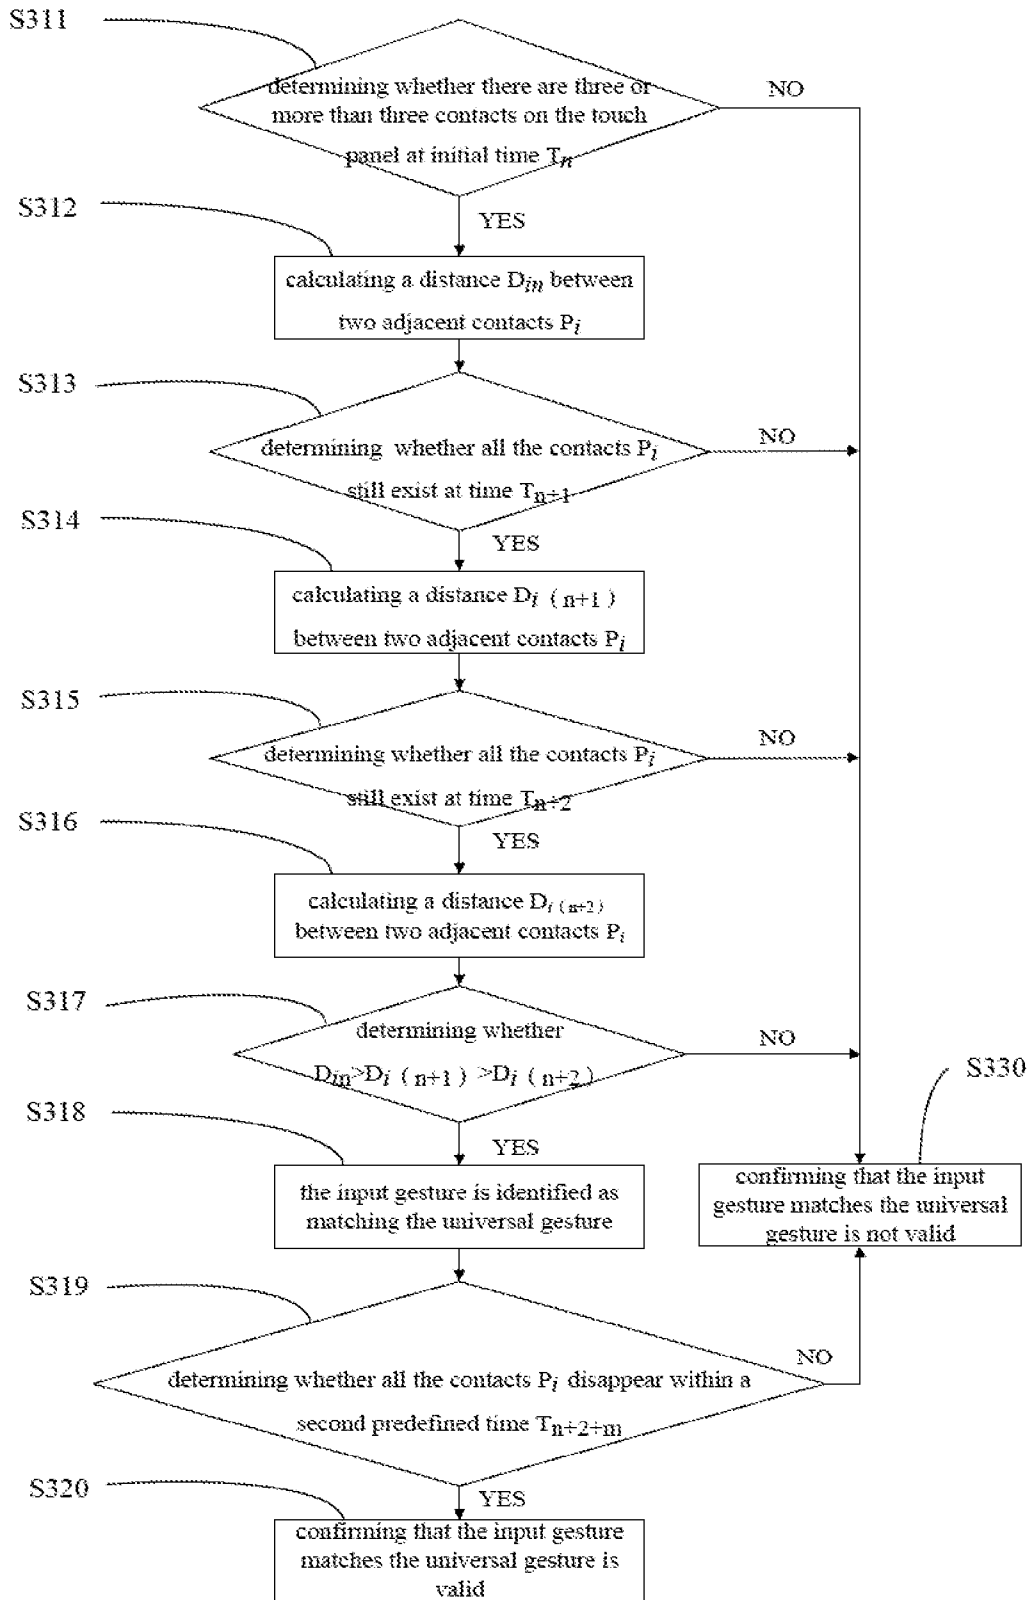 S311
determining whether there are three or
more than three contacts on the touch
panel at initial time Tn
NO
YES
S312
calculating a distance Din between
two adjacent contacts Pi
S313
determining whether all the contacts Pi
still exist at time Tn+1
NO
YES
S314
calculating a distance Di (n+1)
between two adjacent contacts Pi
S315
determining whether all the contacts Pi
still exist at time Tn+2
NO
YES
S316
calculating a distance Di (n+2)
between two adjacent contacts Pi
S317
determining whether
Din>Di (n+1) >Di (n+2)
NO
YES
S318
the input gesture is identified as
matching the universal gesture
S330
confirming that the input
gesture matches the universal
gesture is not valid
S319
determining whether all the contacts Pi disappear within a
second predefined time Tn+2+m
NO
YES
S320
confirming that the input gesture
matches the universal gesture is
valid